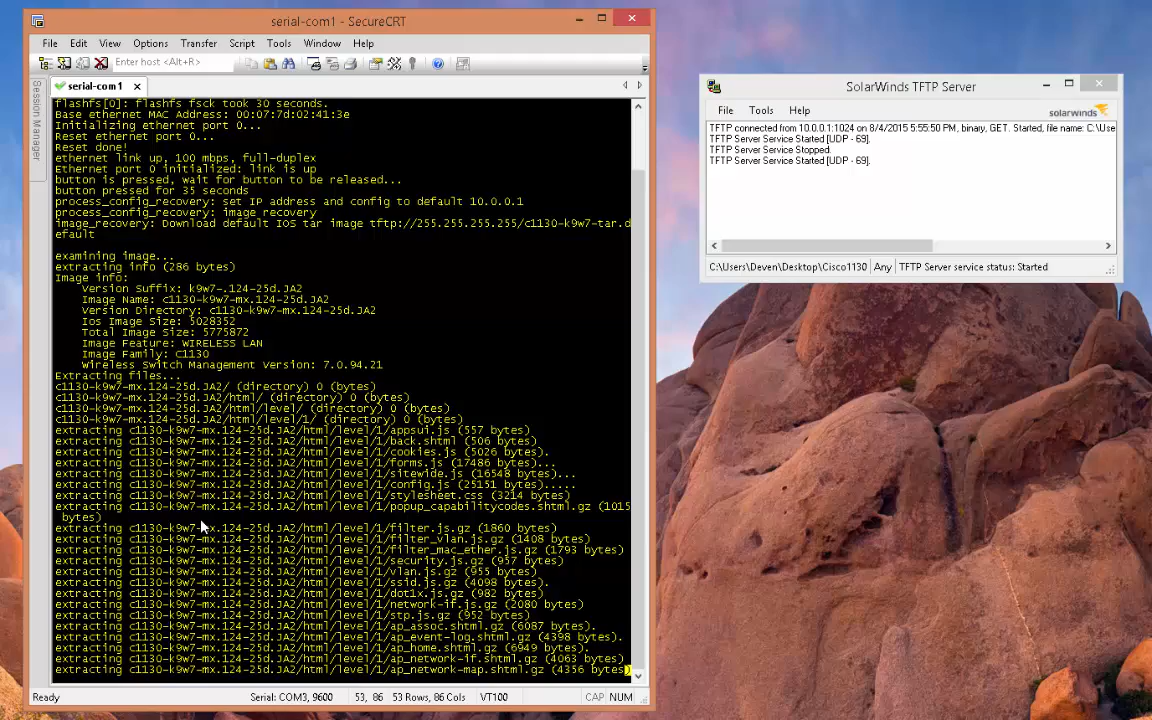 serial-com1 - SecureCRT
File Edit View Options Transfer Script Tools Window Help
Enter host <Alt+R>
Session Manager
serial-com1
flashfs[0]: flashfs fsck took 30 seconds.
Base ethernet MAC Address: 00:07:7d:02:41:3e
Initializing ethernet port 0...
Reset ethernet port 0...
Reset done!
ethernet link up, 100 mbps, full-duplex
Ethernet port 0 initialized: link is up
button is pressed, wait for button to be released...
button pressed for 35 seconds
process_config_recovery: set IP address and config to default 10.0.0.1
process_config_recovery: image recovery
image_recovery: Download default IOS tar image tftp://255.255.255.255/c1130-k9w7-tar.d
efault
examining image...
extracting info (286 bytes)
Image info:
Version Suffix: k9w7-.124-25d.JA2
Image Name: c1130-k9w7-mx.124-25d.JA2
Version Directory: c1130-k9w7-mx.124-25d.JA2
Ios Image Size: 5028352
Total Image Size: 5775872
Image Feature: WIRELESS LAN
Image Family: C1130
Wireless Switch Management Version: 7.0.94.21
Extracting files...
c1130-k9w7-mx.124-25d.JA2/ (directory) 0 (bytes)
c1130-k9w7-mx.124-25d.JA2/html/ (directory) 0 (bytes)
c1130-k9w7-mx.124-25d.JA2/html/level/ (directory) 0 (bytes)
c1130-k9w7-mx.124-25d.JA2/html/level/1/ (directory) 0 (bytes)
extracting c1130-k9w7-mx.124-25d.JA2/html/level/1/appsui.js (557 bytes)
extracting c1130-k9w7-mx.124-25d.JA2/html/level/1/back.shtml (506 bytes)
extracting c1130-k9w7-mx.124-25d.JA2/html/level/1/cookies.js (5026 bytes).
extracting c1130-k9w7-mx.124-25d.JA2/html/level/1/forms.js (17486 bytes)...
extracting c1130-k9w7-mx.124-25d.JA2/html/level/1/sitewide.js (16548 bytes)...
extracting c1130-k9w7-mx.124-25d.JA2/html/level/1/config.js (25151 bytes).....
extracting c1130-k9w7-mx.124-25d.JA2/html/level/1/stylesheet.css (3214 bytes)
extracting c1130-k9w7-mx.124-25d.JA2/html/level/1/popup_capabilitycodes.shtml.gz (1015
bytes)
extracting c1130-k9w7-mx.124-25d.JA2/html/level/1/filter.js.gz (1860 bytes)
extracting c1130-k9w7-mx.124-25d.JA2/html/level/1/filter_vlan.js.gz (1408 bytes)
extracting c1130-k9w7-mx.124-25d.JA2/html/level/1/filter_mac_ether.js.gz (1793 bytes)
extracting c1130-k9w7-mx.124-25d.JA2/html/level/1/security.js.gz (957 bytes)
extracting c1130-k9w7-mx.124-25d.JA2/html/level/1/vlan.js.gz (955 bytes)
extracting c1130-k9w7-mx.124-25d.JA2/html/level/1/ssid.js.gz (4098 bytes).
extracting c1130-k9w7-mx.124-25d.JA2/html/level/1/dot1x.js.gz (982 bytes)
extracting c1130-k9w7-mx.124-25d.JA2/html/level/1/network-if.js.gz (2080 bytes)
extracting c1130-k9w7-mx.124-25d.JA2/html/level/1/stp.js.gz (952 bytes)
extracting c1130-k9w7-mx.124-25d.JA2/html/level/1/ap_assoc.shtml.gz (6087 bytes).
extracting c1130-k9w7-mx.124-25d.JA2/html/level/1/ap_event-log.shtml.gz (4398 bytes).
extracting c1130-k9w7-mx.124-25d.JA2/html/level/1/ap_home.shtml.gz (6949 bytes).
extracting c1130-k9w7-mx.124-25d.JA2/html/level/1/ap_network-if.shtml.gz (4063 bytes)
extracting c1130-k9w7-mx.124-25d.JA2/html/level/1/ap_network-map.shtml.gz (4356 bytes)
Ready Serial: COM3, 9600 53, 86 53 Rows, 86 Cols VT100 CAP NUM
SolarWinds TFTP Server
File Tools Help
solarwinds
TFTP connected from 10.0.0.1:1024 on 8/4/2015 5:55:50 PM, binary, GET. Started, file name: C:\Use
TFTP Server Service Started [UDP - 69].
TFTP Server Service Stopped.
TFTP Server Service Started [UDP - 69].
C:\Users\Deven\Desktop\Cisco1130 Any TFTP Server service status: Started